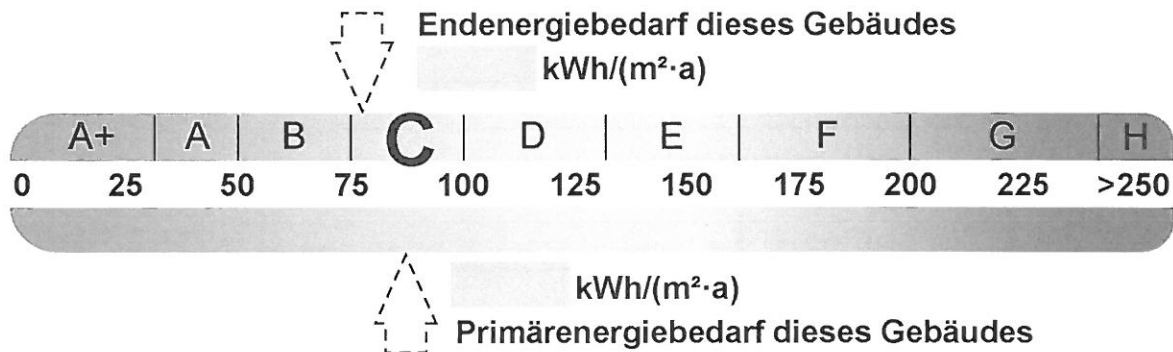 Endenergiebedarf dieses Gebäudes
kWh/(m²·a)
A+ A B C D E F G H
0 25 50 75 100 125 150 175 200 225 >250
kWh/(m²·a)
Primärenergiebedarf dieses Gebäudes